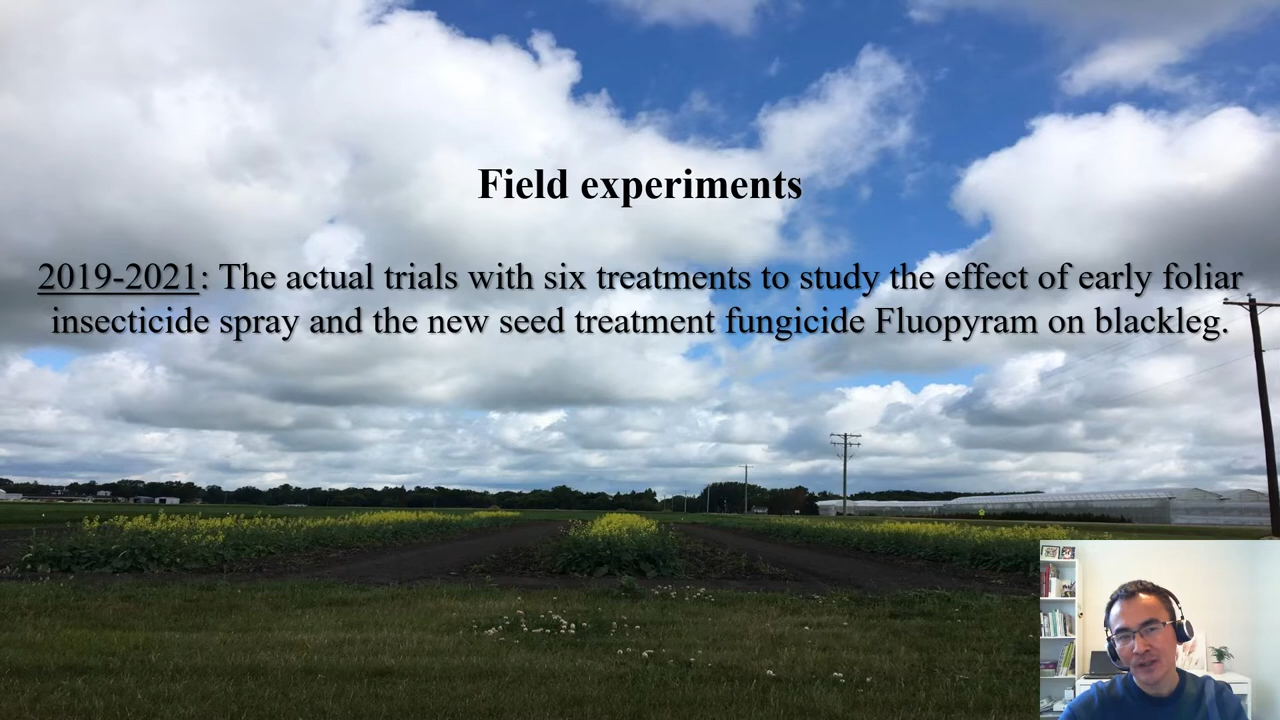 Field experiments
2019-2021: The actual trials with six treatments to study the effect of early foliar
insecticide spray and the new seed treatment fungicide Fluopyram on blackleg.